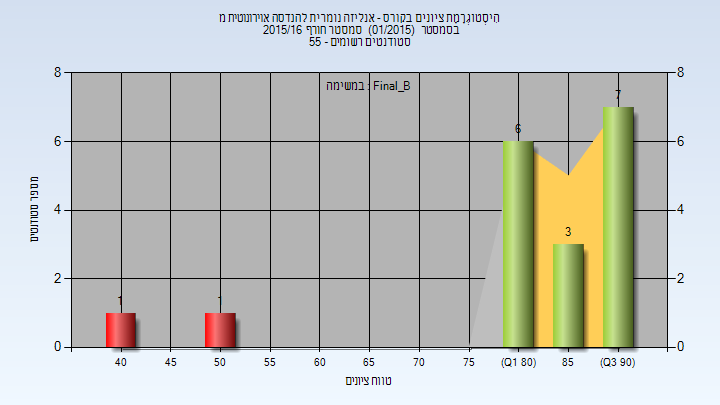 היסטוגרמת ציונים בקורס - אנליזה נומרית להנדסה אוירונוטית מ
בסמסטר (01/2015) סמסטר חורף 2015/16
סטודנטים רשומים - 55
במשימה : Final_B
מספר סטודנטים
8
6
4
2
0
8
6
4
2
0
1
1
6
3
7
40 45 50 55 60 65 70 75 (Q1 80) 85 (Q3 90)
טווח ציונים